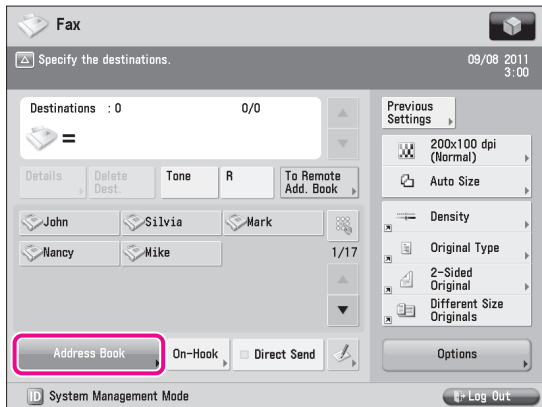 Fax
Specify the destinations.
09/08 2011
3:00
Destinations : 0 0/0
=
Details
Delete
Dest.
Tone
R
To Remote
Add. Book
John
Silvia
Mark
Nancy
Mike
1/17
Address Book
On-Hook
Direct Send
Previous
Settings
200x100 dpi
(Normal)
Auto Size
Density
Original Type
2-Sided
Original
Different Size
Originals
Options
ID System Management Mode
Log Out